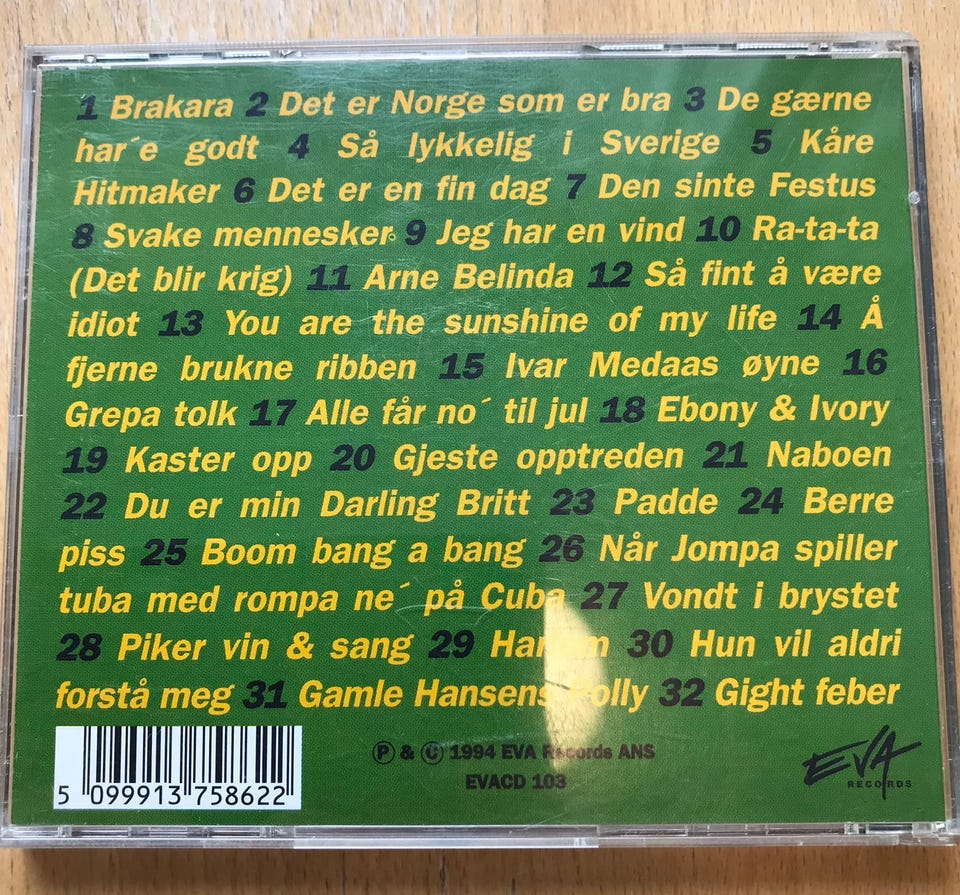 1 Brakara 2 Det er Norge som er bra 3 De gærne
har´e godt 4 Så lykkelig i Sverige 5 Kåre
Hitmaker 6 Det er en fin dag 7 Den sinte Festus
8 Svake mennesker 9 Jeg har en vind 10 Ra-ta-ta
(Det blir krig) 11 Arne Belinda 12 Så fint å være
idiot 13 You are the sunshine of my life 14 Å
fjerne brukne ribben 15 Ivar Medaas øyne 16
Grepa tolk 17 Alle får no´ til jul 18 Ebony & Ivory
19 Kaster opp 20 Gjeste opptreden 21 Naboen
22 Du er min Darling Britt 23 Padde 24 Berre
piss 25 Boom bang a bang 26 Når Jompa spiller
tuba med rompa ne´ på Cuba 27 Vondt i brystet
28 Piker vin & sang 29 30 Hun vil aldri
forstå meg 31 Gamle Hansens Polly 32 Gight feber
Ⓟ & © 1994 EVA Records ANS
EVACD 103
5 099913 758622
EVA
RECORDS